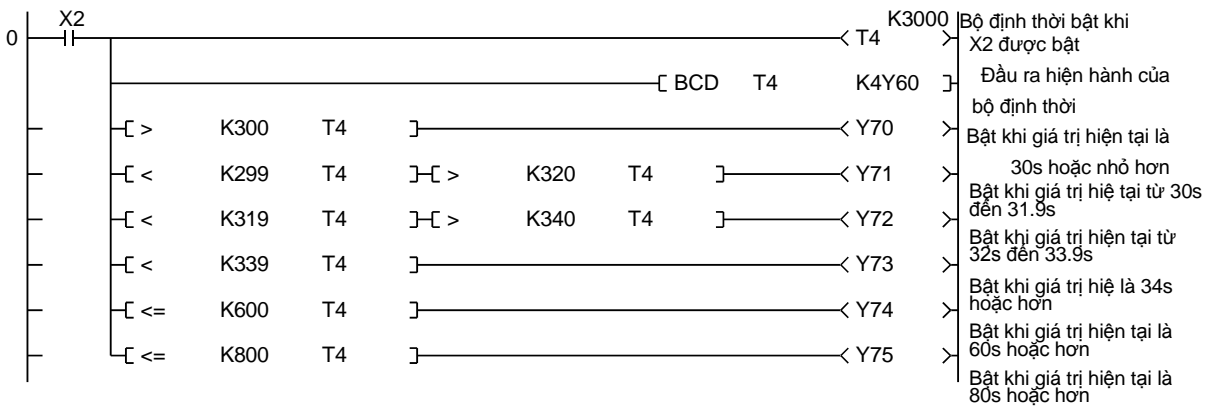 X2 K3000 Bộ định thời bật khi
0 T4 X2 được bật
BCD T4 K4Y60 Đầu ra hiện hành của
bộ định thời
> K300 T4 Y70 Bật khi giá trị hiện tại là
30s hoặc nhỏ hơn
< K299 T4 > K320 T4 Y71 Bật khi giá trị hiệ tại từ 30s
đến 31.9s
< K319 T4 > K340 T4 Y72 Bật khi giá trị hiện tại từ
32s đến 33.9s
< K339 T4 Y73 Bật khi giá trị hiệ là 34s
hoặc hơn
<= K600 T4 Y74 Bật khi giá trị hiện tại là
60s hoặc hơn
<= K800 T4 Y75 Bật khi giá trị hiện tại là
80s hoặc hơn